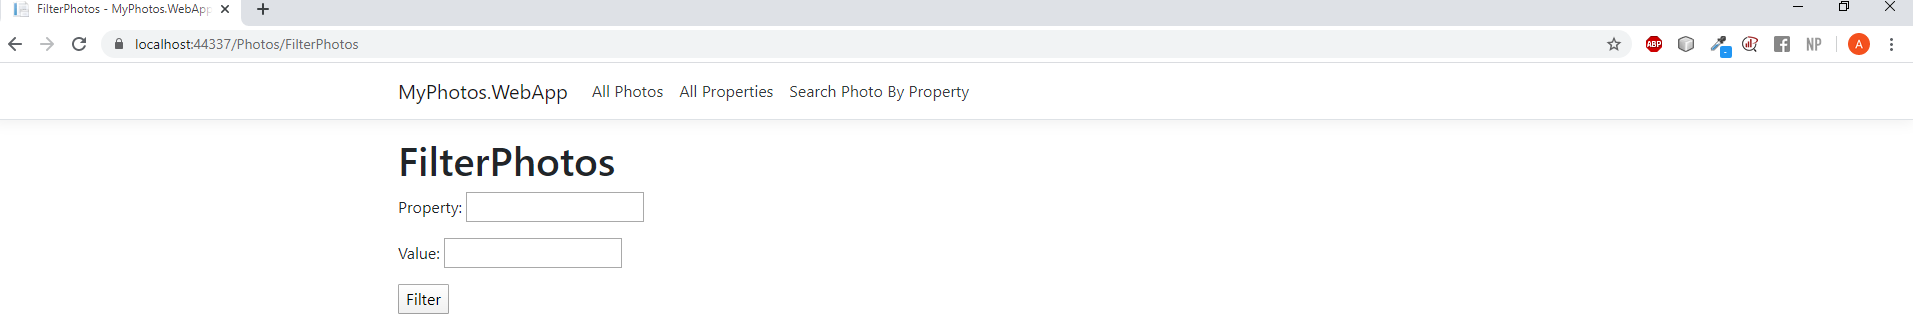 FilterPhotos - MyPhotos.WebApp
localhost:44337/Photos/FilterPhotos
ABP
NP
A
MyPhotos.WebApp All Photos All Properties Search Photo By Property
FilterPhotos
Property:
Value:
Filter